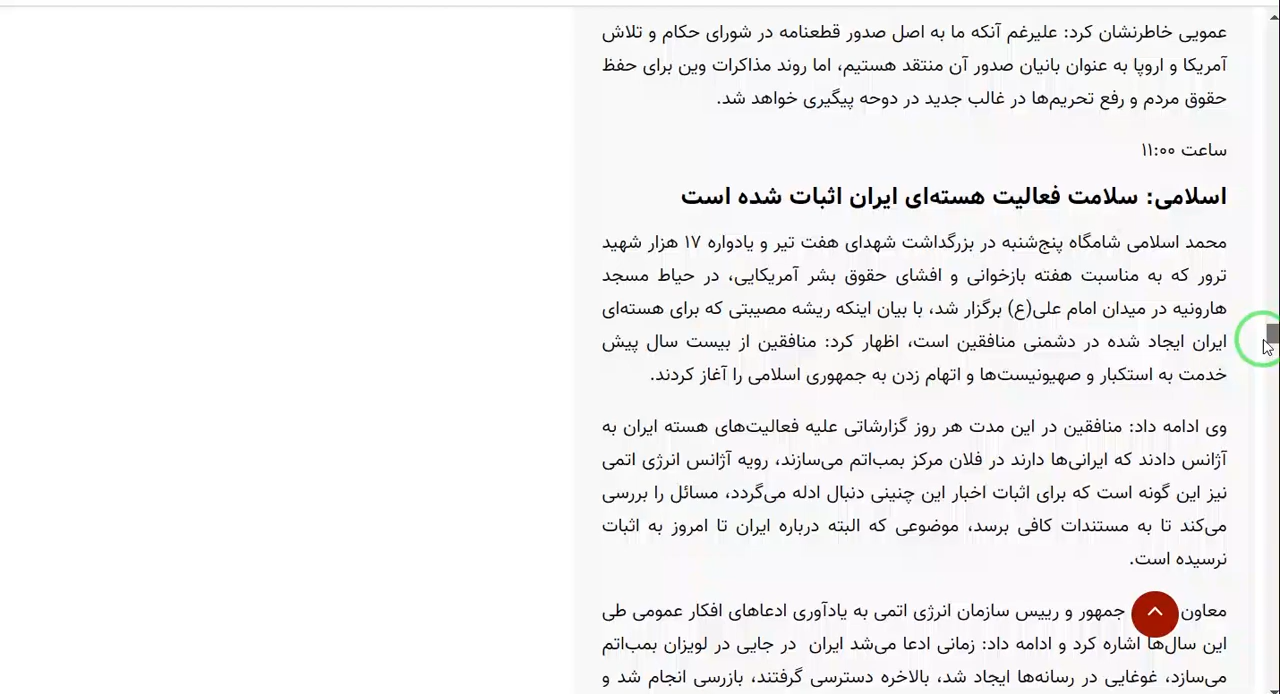 عمویی خاطرنشان کرد: علیرغم آنکه ما به اصل صدور قطعنامه در شورای حکام و تلاش
آمریکا و اروپا به عنوان بانیان صدور آن منتقد هستیم، اما روند مذاکرات وین برای حفظ
حقوق مردم و رفع تحریم‌ها در غالب جدید در دوحه پیگیری خواهد شد.
ساعت ۱۱:۰۰
اسلامی: سلامت فعالیت هسته‌ای ایران اثبات شده است
محمد اسلامی شامگاه پنج‌شنبه در بزرگداشت شهدای هفت تیر و یادواره ۱۷ هزار شهید
ترور که به مناسبت هفته بازخوانی و افشای حقوق بشر آمریکایی، در حیاط مسجد
هارونیه در میدان امام علی(ع) برگزار شد، با بیان اینکه ریشه مصیبتی که برای هسته‌ای
ایران ایجاد شده در دشمنی منافقین است، اظهار کرد: منافقین از بیست سال پیش
خدمت به استکبار و صهیونیست‌ها و اتهام زدن به جمهوری اسلامی را آغاز کردند.
وی ادامه داد: منافقین در این مدت هر روز گزارشاتی علیه فعالیت‌های هسته ایران به
آژانس دادند که ایرانی‌ها دارند در فلان مرکز بمب‌اتم می‌سازند، رویه آژانس انرژی اتمی
نیز این گونه است که برای اثبات اخبار این چنینی دنبال ادله می‌گردد، مسائل را بررسی
می‌کند تا به مستندات کافی برسد، موضوعی که البته درباره ایران تا امروز به اثبات
نرسیده است.
معاون جمهور و رییس سازمان انرژی اتمی به یادآوری ادعاهای افکار عمومی طی
این سال‌ها اشاره کرد و ادامه داد: زمانی ادعا می‌شد ایران در جایی در لویزان بمب‌اتم
می‌سازد، غوغایی در رسانه‌ها ایجاد شد، بالاخره دسترسی گرفتند، بازرسی انجام شد و